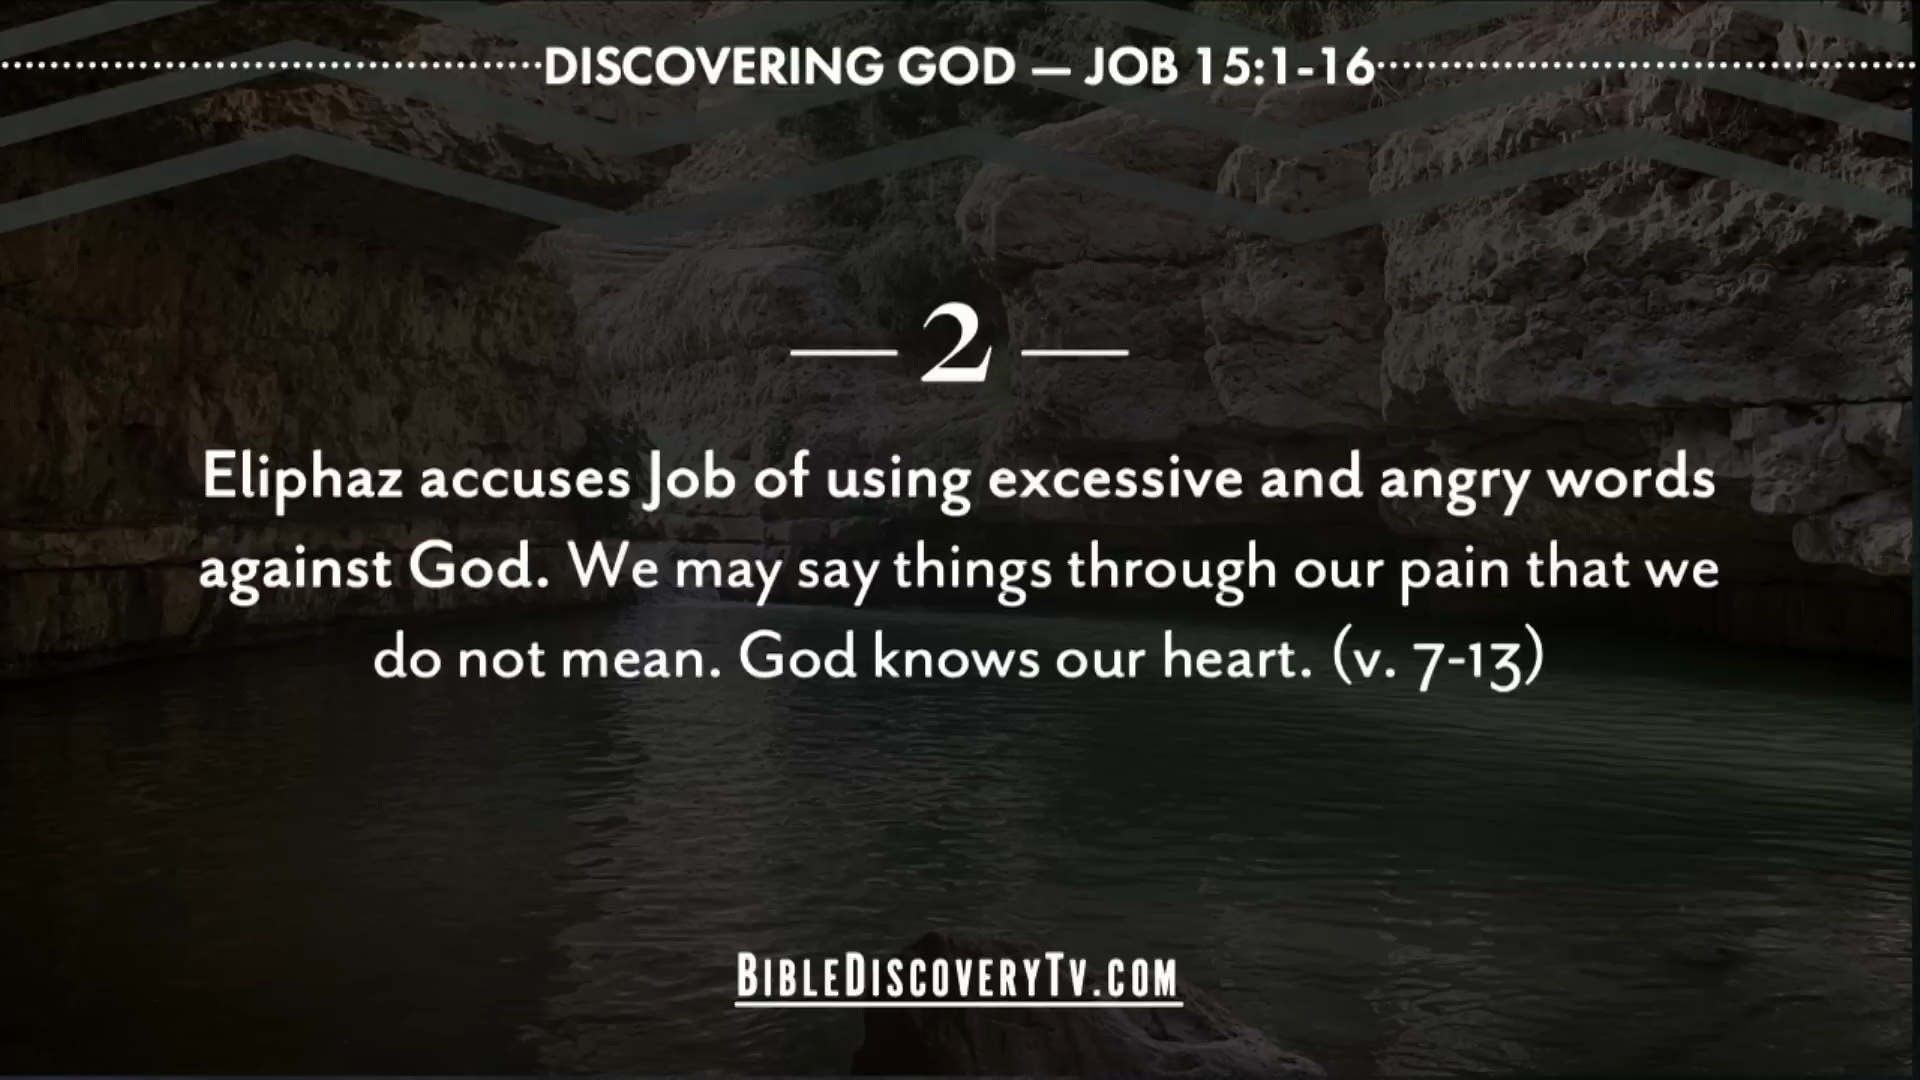 DISCOVERING GOD — JOB 15:1-16
— 2 —
Eliphaz accuses Job of using excessive and angry words
against God. We may say things through our pain that we
do not mean. God knows our heart. (v. 7-13)
BIBLEDISCOVERYTV.COM